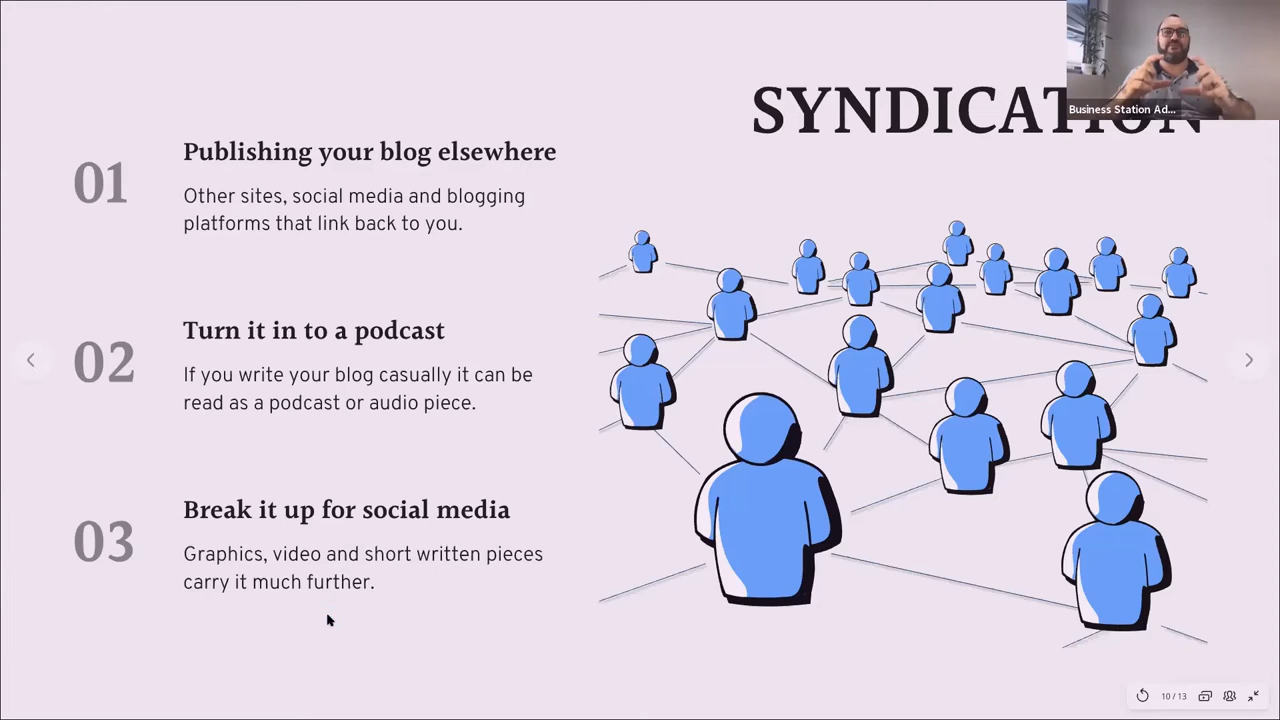 SYNDICATION
Business Station Ad...
01
Publishing your blog elsewhere
Other sites, social media and blogging
platforms that link back to you.
02
Turn it in to a podcast
If you write your blog casually it can be
read as a podcast or audio piece.
03
Break it up for social media
Graphics, video and short written pieces
carry it much further.
10 / 13